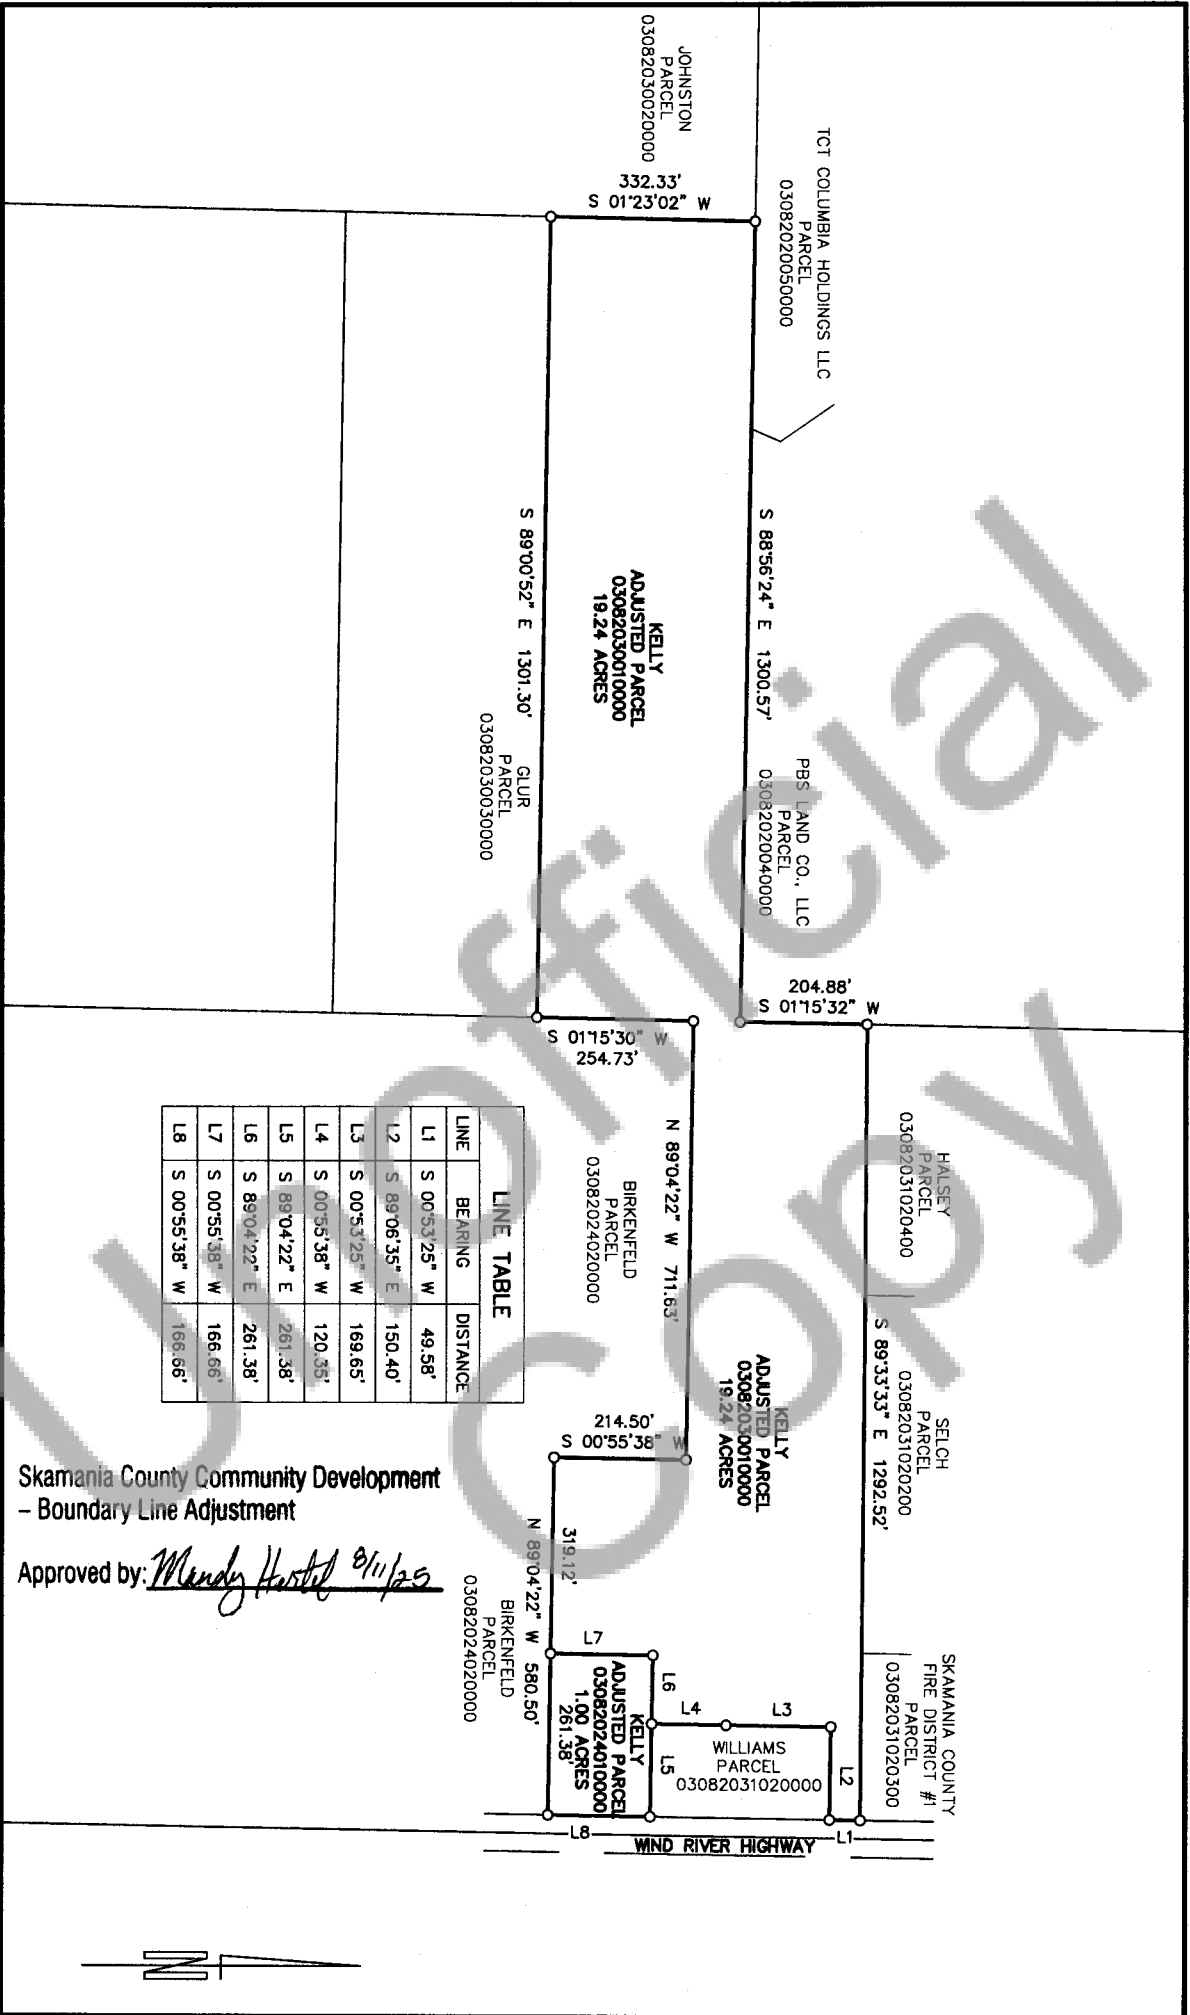 JOHNSTON
PARCEL
03082030020000
332.33'
S 01°23'02" W
TCT COLUMBIA HOLDINGS LLC
PARCEL
03082020050000
S 88°56'24" E 1300.57'
PBS LAND CO., LLC
PARCEL
03082020040000
KELLY
ADJUSTED PARCEL
03082030010000
19.24 ACRES
S 89°00'52" E 1301.30'
GLUR
PARCEL
03082030030000
204.88'
S 01°15'32" W
S 01°15'30" W
254.73'
HALSEY
PARCEL
03082031020400
SELCH
PARCEL
03082031020200
S 89°33'33" E 1292.52'
SKAMANIA COUNTY
FIRE DISTRICT #1
PARCEL
03082031020300
N 89°04'22" W 711.63'
BIRKENFELD
PARCEL
03082024020000
KELLY
ADJUSTED PARCEL
03082030010000
19.24 ACRES
214.50'
S 00°55'38" W
319.12'
N 89°04'22" W 580.50'
BIRKENFELD
PARCEL
03082024020000
L7
L6
L4
L3
L5
L2
WILLIAMS
PARCEL
03082031020000
KELLY
ADJUSTED PARCEL
03082024010000
1.00 ACRES
261.38'
L8
WIND RIVER HIGHWAY
L1
LINE TABLE
LINE BEARING DISTANCE
L1 S 00°53'25" W 49.58'
L2 S 89°06'35" E 150.40'
L3 S 00°53'25" W 169.65'
L4 S 00°55'38" W 120.35'
L5 S 89°04'22" E 261.38'
L6 S 89°04'22" E 261.38'
L7 S 00°55'38" W 166.66'
L8 S 00°55'38" W 166.66'
Skamania County Community Development
– Boundary Line Adjustment
Approved by: Mandy Hertel 8/11/25
N
Unofficial
Copy